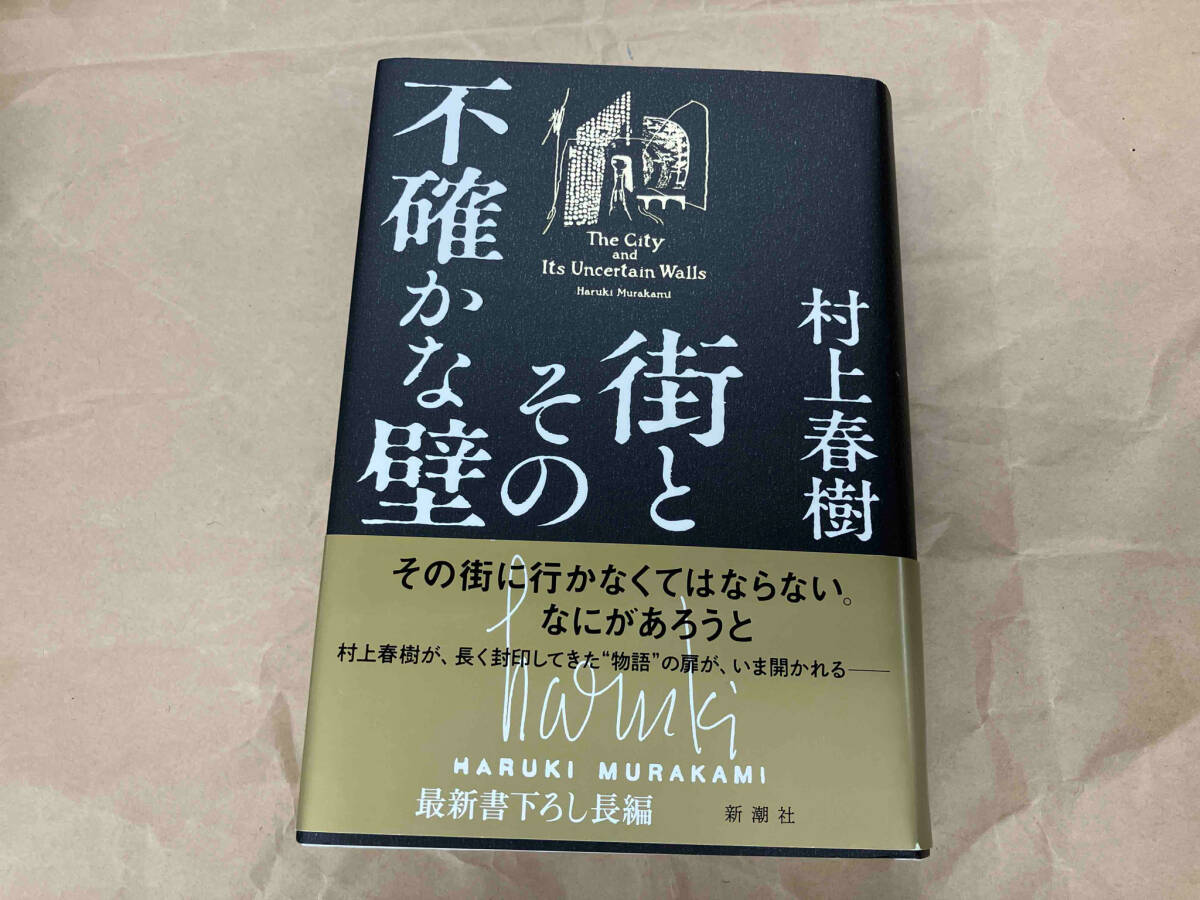 村上春樹
街と
その
不確かな
壁
The City
and
Its Uncertain Walls
Haruki Murakami
その街に行かなくてはならない。
なにがあろうと
村上春樹が、長く封印してきた“物語”の扉が、いま開かれる――
haruki
HARUKI MURAKAMI
最新書下ろし長編
新潮社